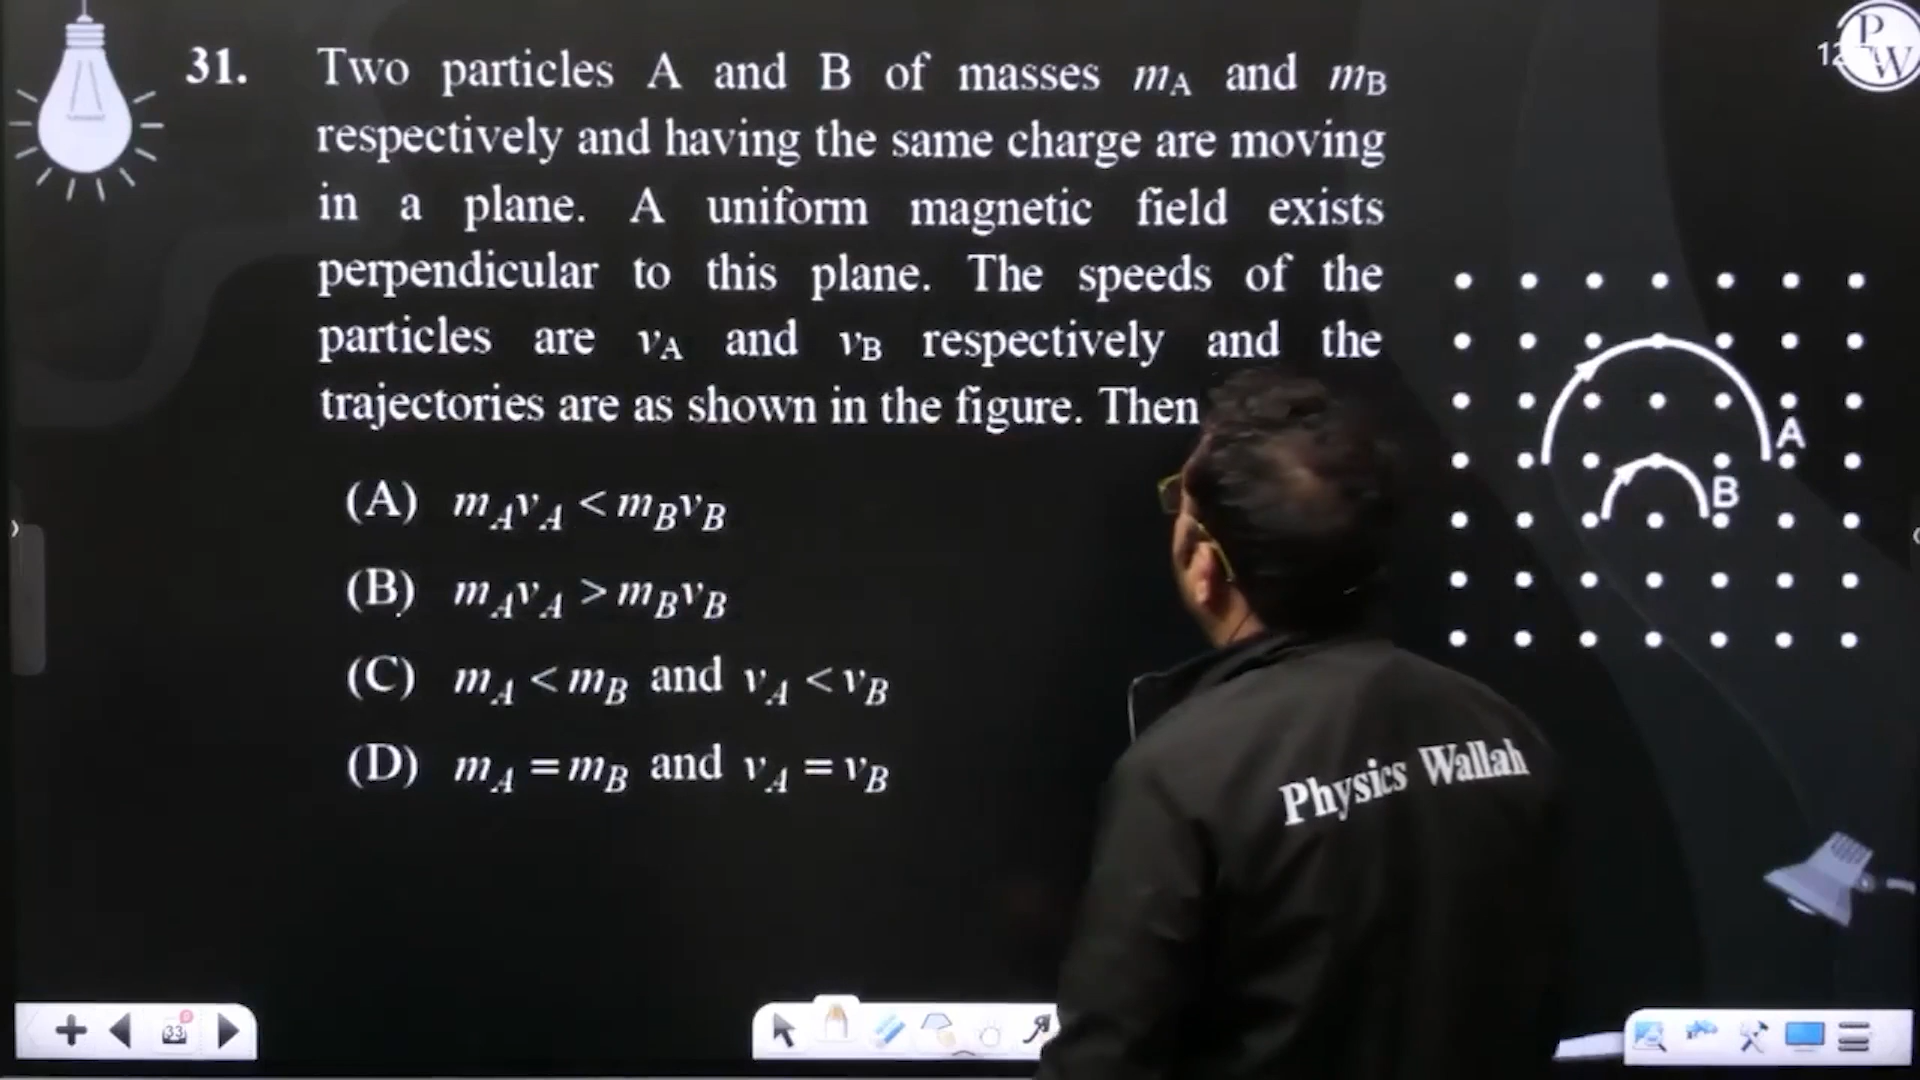 31. Two particles A and B of masses mA and mB
respectively and having the same charge are moving
in a plane. A uniform magnetic field exists
perpendicular to this plane. The speeds of the
particles are vA and vB respectively and the
trajectories are as shown in the figure. Then
(A) mAvA < mBvB
(B) mAvA > mBvB
(C) mA < mB and vA < vB
(D) mA = mB and vA = vB
A
B
P
W
Physics Wallah
33